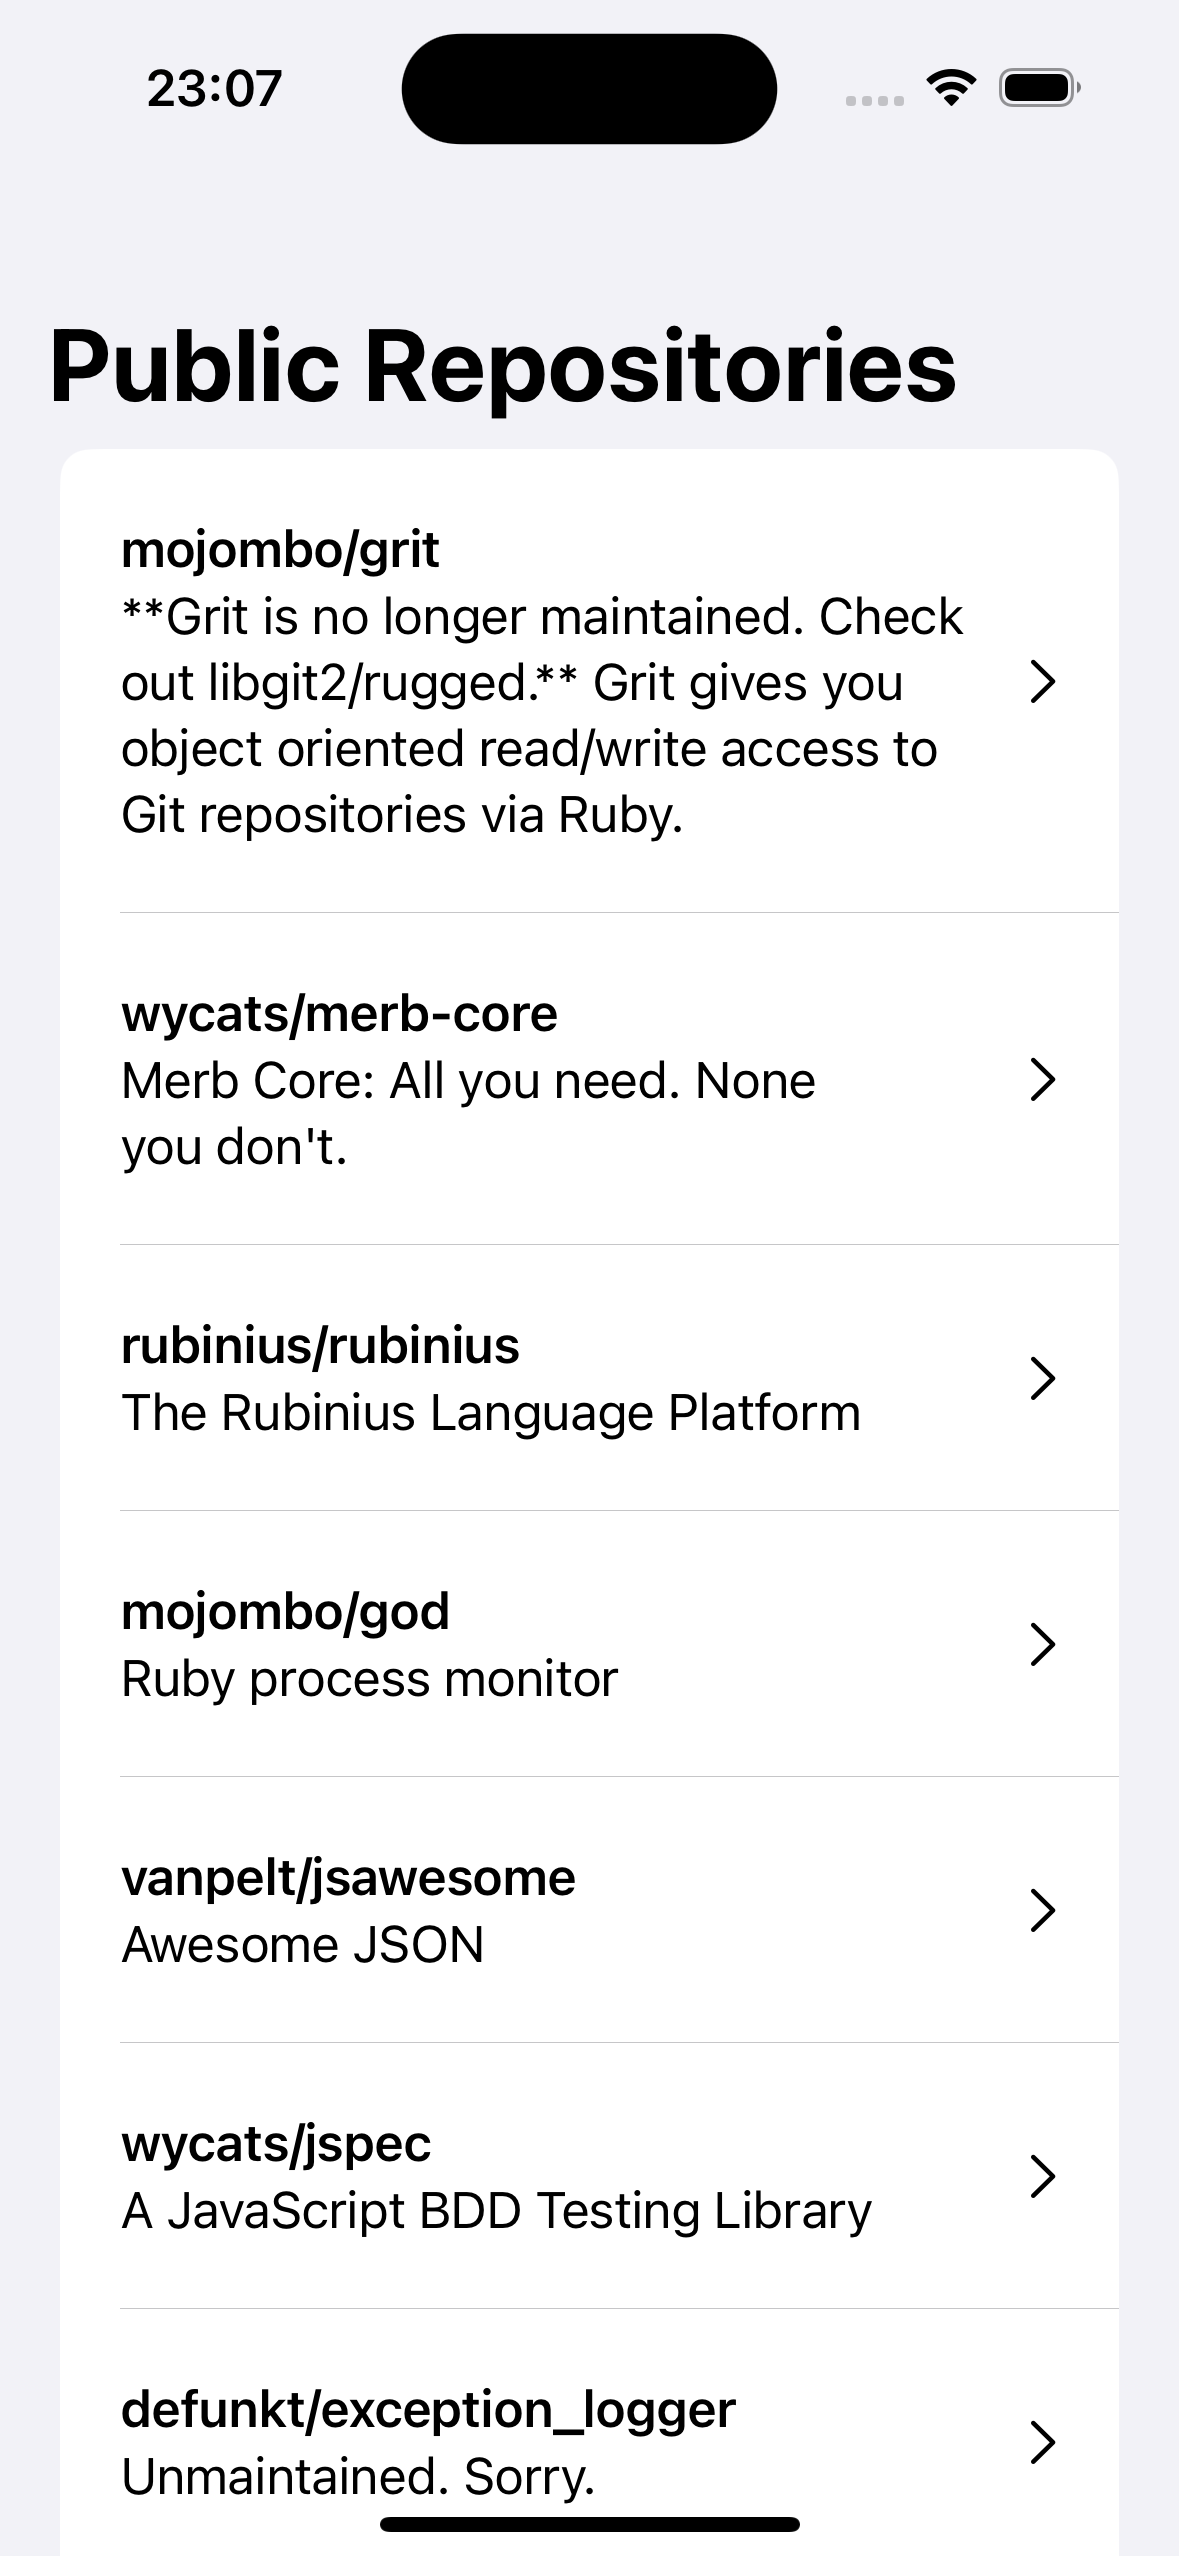 23:07
Public Repositories
mojombo/grit
**Grit is no longer maintained. Check
out libgit2/rugged.** Grit gives you
object oriented read/write access to
Git repositories via Ruby.
wycats/merb-core
Merb Core: All you need. None
you don't.
rubinius/rubinius
The Rubinius Language Platform
mojombo/god
Ruby process monitor
vanpelt/jsawesome
Awesome JSON
wycats/jspec
A JavaScript BDD Testing Library
defunkt/exception_logger
Unmaintained. Sorry.